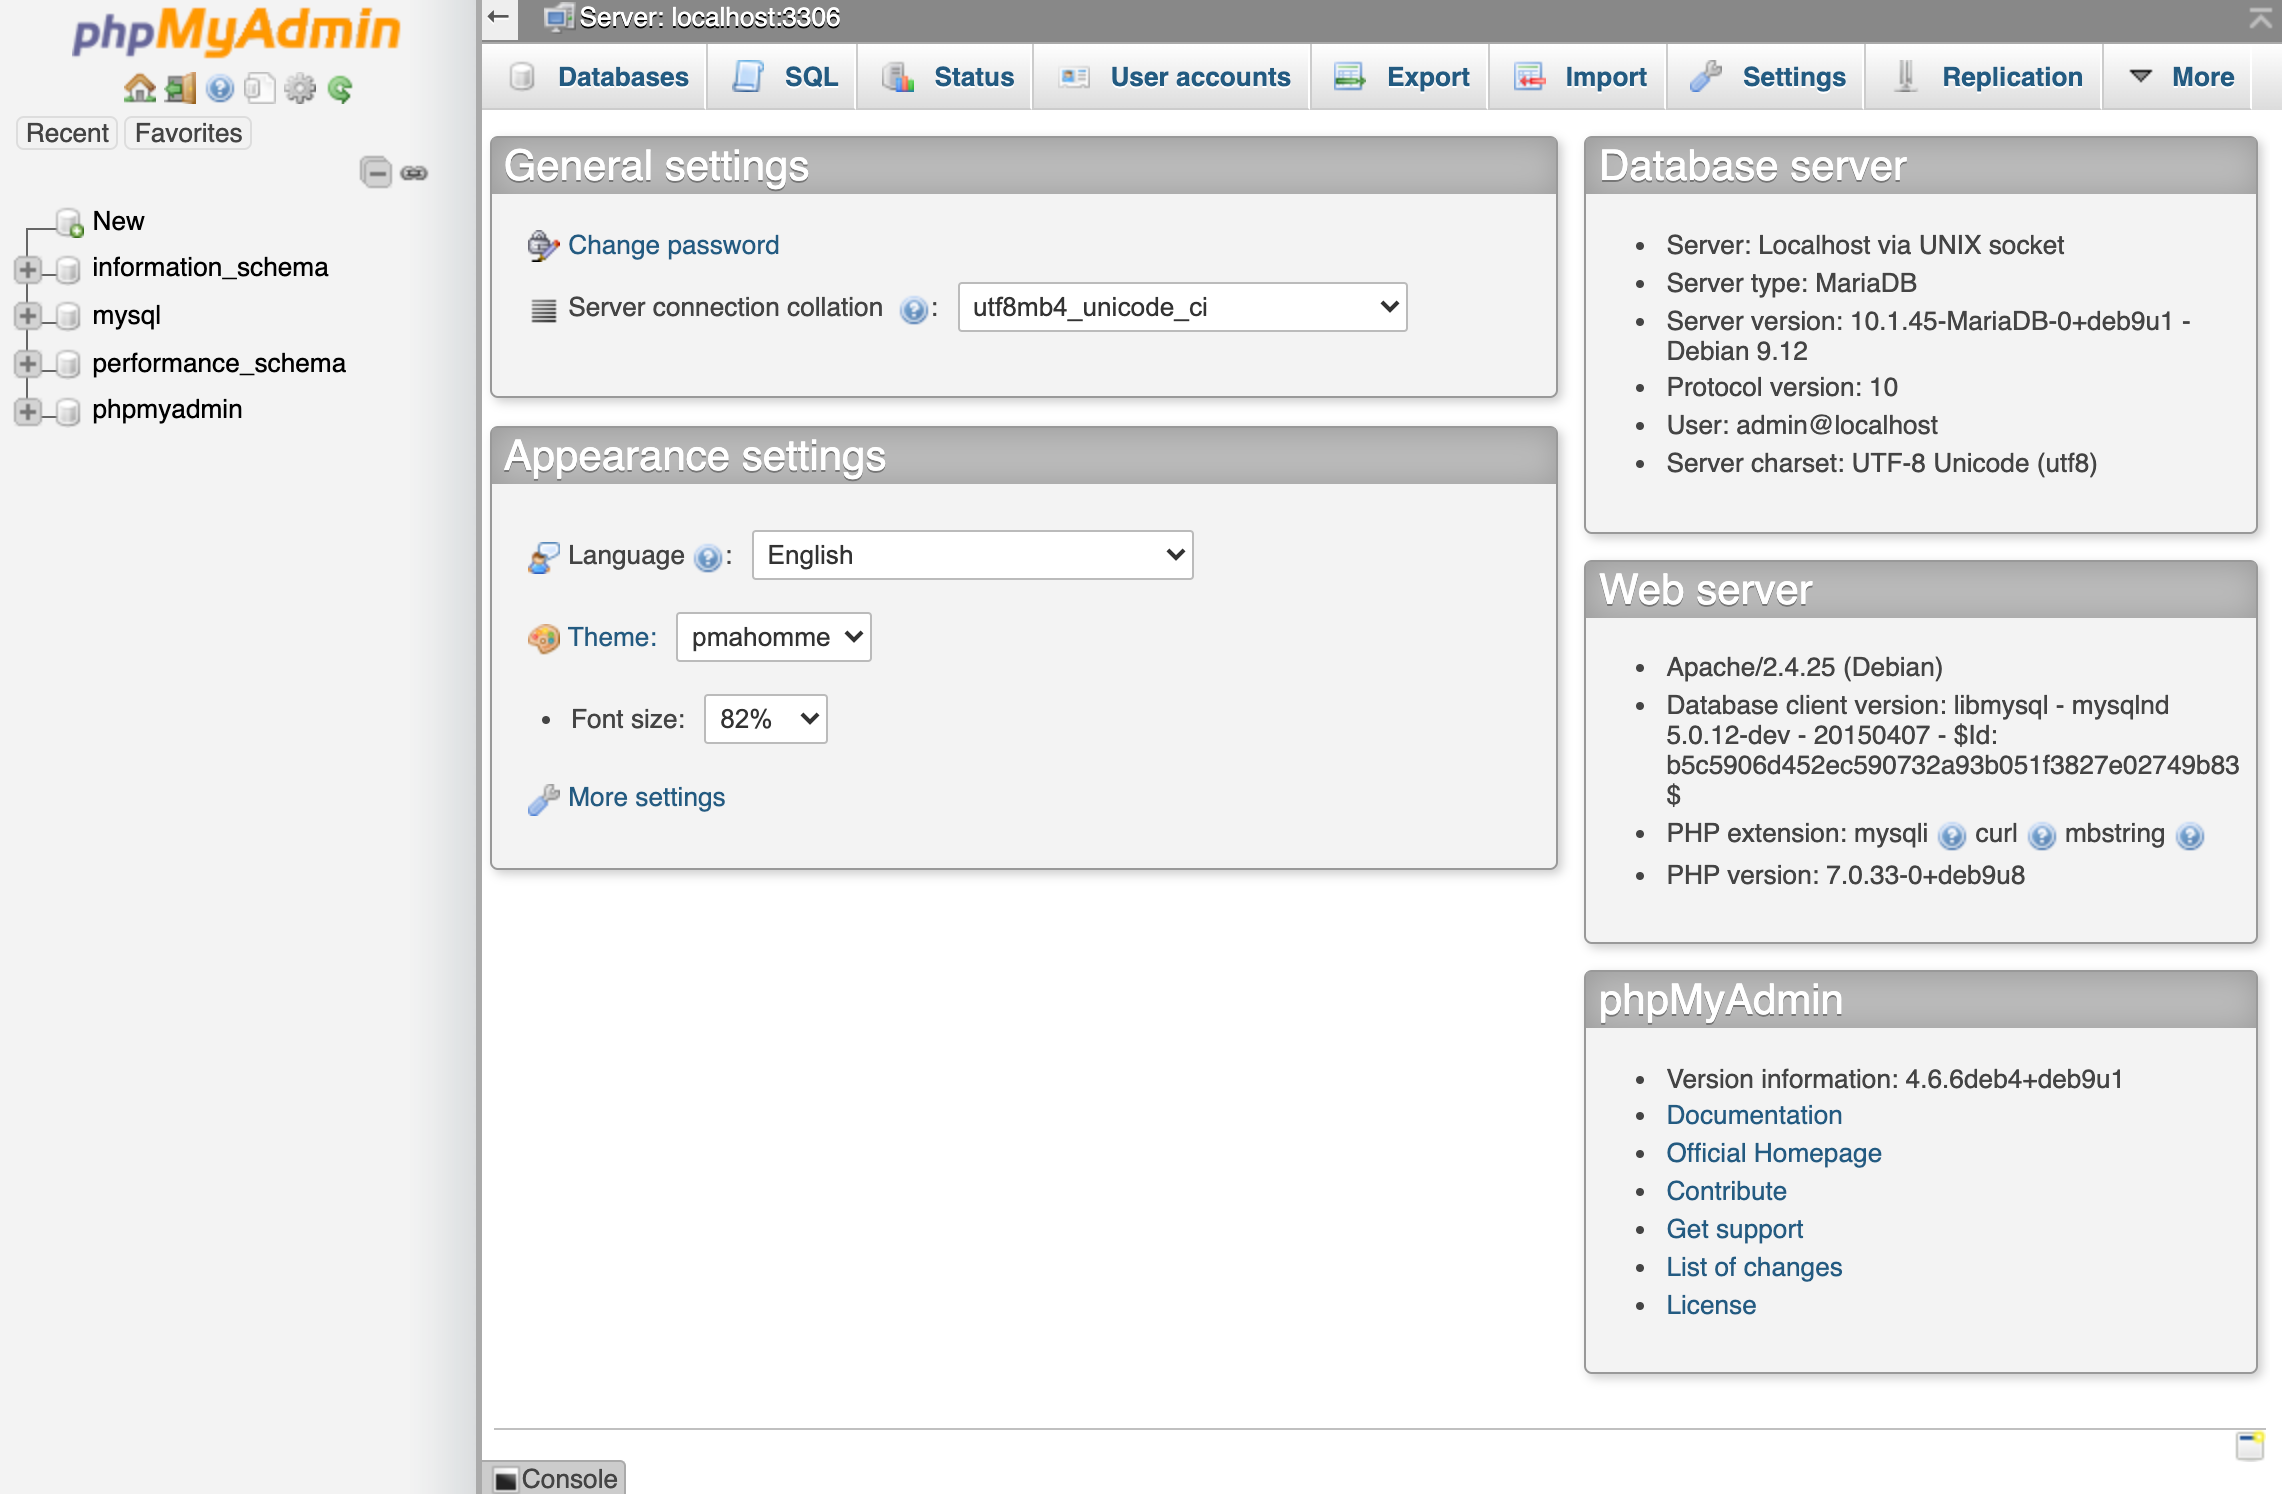 phpMyAdmin
Recent
Favorites
New
information_schema
mysql
performance_schema
phpmyadmin
Server: localhost:3306
Databases
SQL
Status
User accounts
Export
Import
Settings
Replication
More
General settings
Change password
Server connection collation :
utf8mb4_unicode_ci
Appearance settings
Language :
English
Theme:
pmahomme
• Font size:
82%
More settings
Database server
• Server: Localhost via UNIX socket
• Server type: MariaDB
• Server version: 10.1.45-MariaDB-0+deb9u1 -
Debian 9.12
• Protocol version: 10
• User: admin@localhost
• Server charset: UTF-8 Unicode (utf8)
Web server
• Apache/2.4.25 (Debian)
• Database client version: libmysql - mysqlnd
5.0.12-dev - 20150407 - $Id:
b5c5906d452ec590732a93b051f3827e02749b83
$
• PHP extension: mysqli curl mbstring
• PHP version: 7.0.33-0+deb9u8
phpMyAdmin
• Version information: 4.6.6deb4+deb9u1
• Documentation
• Official Homepage
• Contribute
• Get support
• List of changes
• License
Console